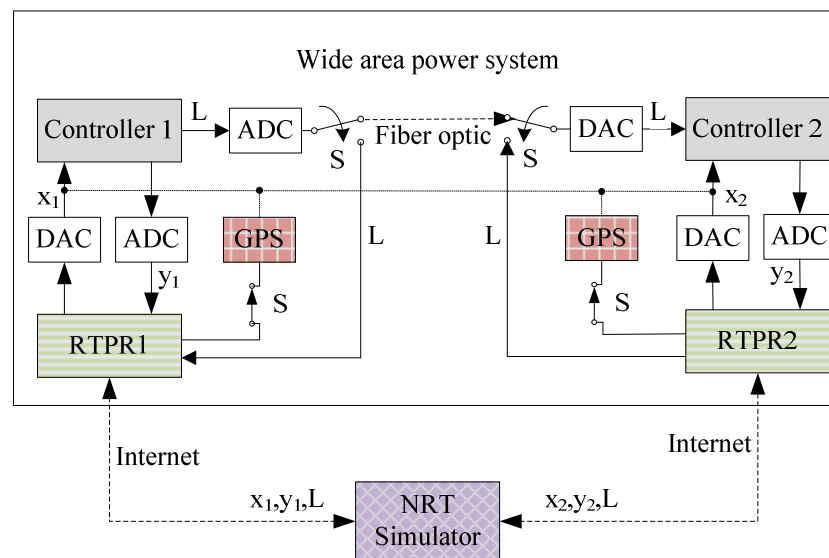 Wide area power system
Controller 1
L
ADC
S
Fiber optic
S
DAC
L
Controller 2
x₁
DAC
ADC
y₁
GPS
S
L
L
GPS
S
x₂
DAC
ADC
y₂
RTPR1
RTPR2
Internet
Internet
x₁,y₁,L
NRT
Simulator
x₂,y₂,L